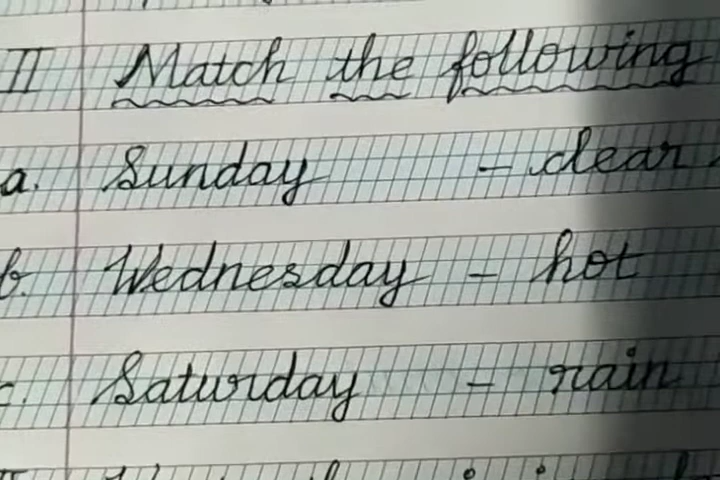 II Match the following
a. Sunday - clear
b. Wednesday - hot
c. Saturday - rain